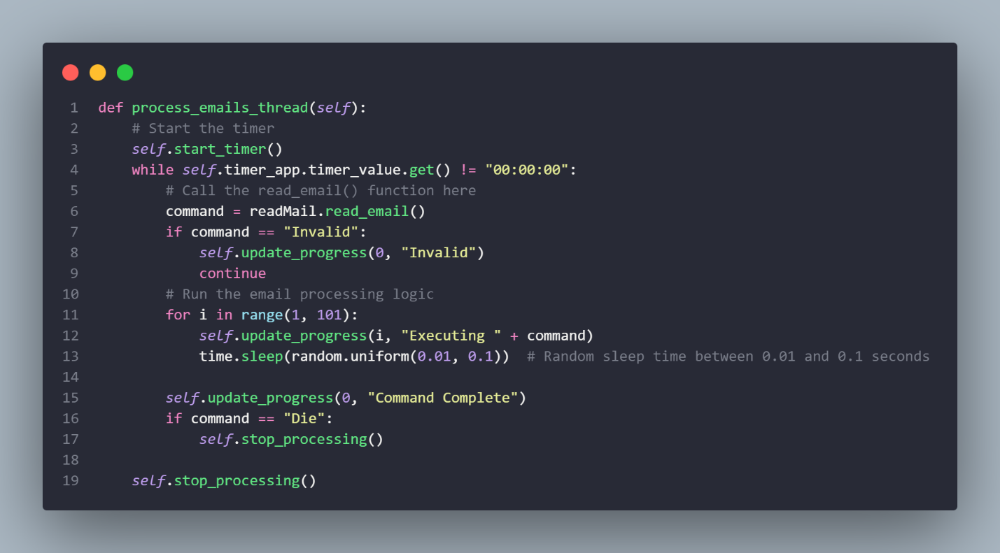 1 def process_emails_thread(self):
2     # Start the timer
3     self.start_timer()
4     while self.timer_app.timer_value.get() != "00:00:00":
5         # Call the read_email() function here
6         command = readMail.read_email()
7         if command == "Invalid":
8             self.update_progress(0, "Invalid")
9             continue
10         # Run the email processing logic
11         for i in range(1, 101):
12             self.update_progress(i, "Executing " + command)
13             time.sleep(random.uniform(0.01, 0.1))  # Random sleep time between 0.01 and 0.1 seconds
14
15         self.update_progress(0, "Command Complete")
16         if command == "Die":
17             self.stop_processing()
18
19     self.stop_processing()